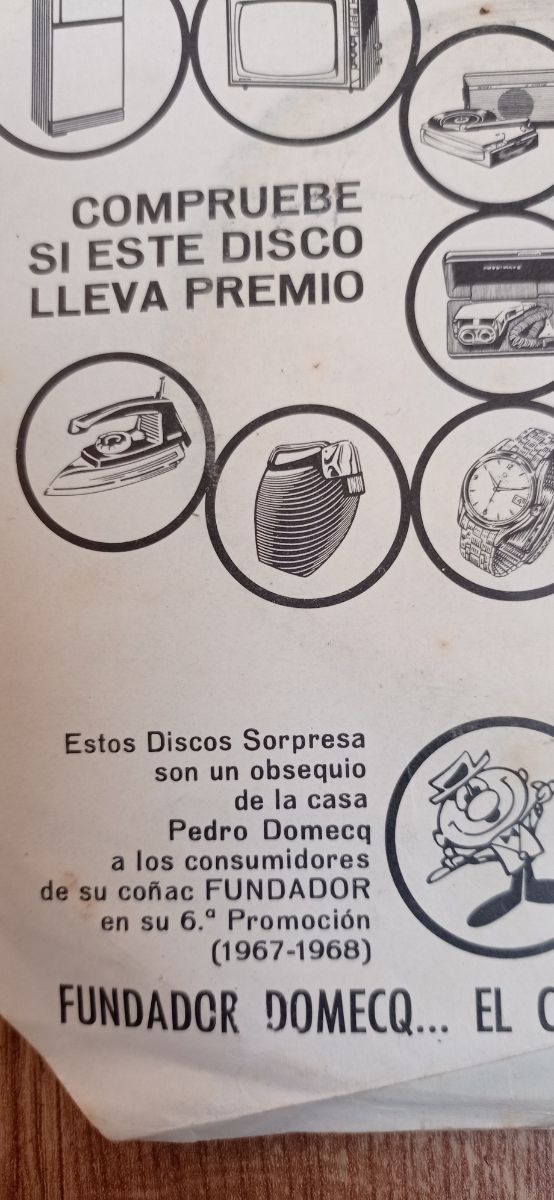 COMPRUEBE
SI ESTE DISCO
LLEVA PREMIO
Estos Discos Sorpresa
son un obsequio
de la casa
Pedro Domecq
a los consumidores
de su coñac FUNDADOR
en su 6.ª Promoción
(1967-1968)
FUNDADOR DOMECQ... EL C